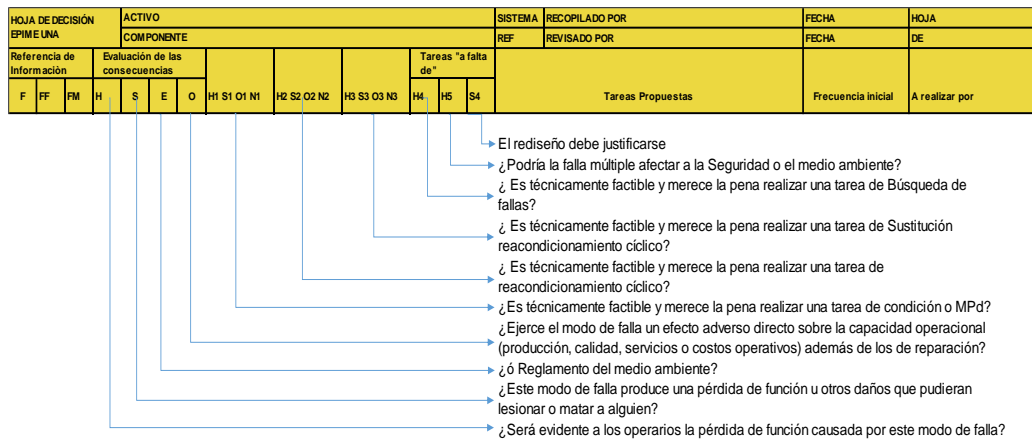 HOJA DE DECISIÓN EPIME UNA
ACTIVO
SISTEMA
RECOPILADO POR
FECHA
HOJA
COMPONENTE
REF
REVISADO POR
FECHA
DE
Referencia de Información
Evaluación de las consecuencias
Tareas "a falta de"
F FF FM H S E O H1 S1 O1 N1 H2 S2 O2 N2 H3 S3 O3 N3 H4 H5 S4 Tareas Propuestas Frecuencia inicial A realizar por
El rediseño debe justificarse
¿Podría la falla múltiple afectar a la Seguridad o el medio ambiente?
¿ Es técnicamente factible y merece la pena realizar una tarea de Búsqueda de
fallas?
¿ Es técnicamente factible y merece la pena realizar una tarea de Sustitución
reacondicionamiento cíclico?
¿ Es técnicamente factible y merece la pena realizar una tarea de
reacondicionamiento cíclico?
¿Es técnicamente factible y merece la pena realizar una tarea de condición o MPd?
¿Ejerce el modo de falla un efecto adverso directo sobre la capacidad operacional
(producción, calidad, servicios o costos operativos) además de los de reparación?
¿ó Reglamento del medio ambiente?
¿Este modo de falla produce una pérdida de función u otros daños que pudieran
lesionar o matar a alguien?
¿Será evidente a los operarios la pérdida de función causada por este modo de falla?